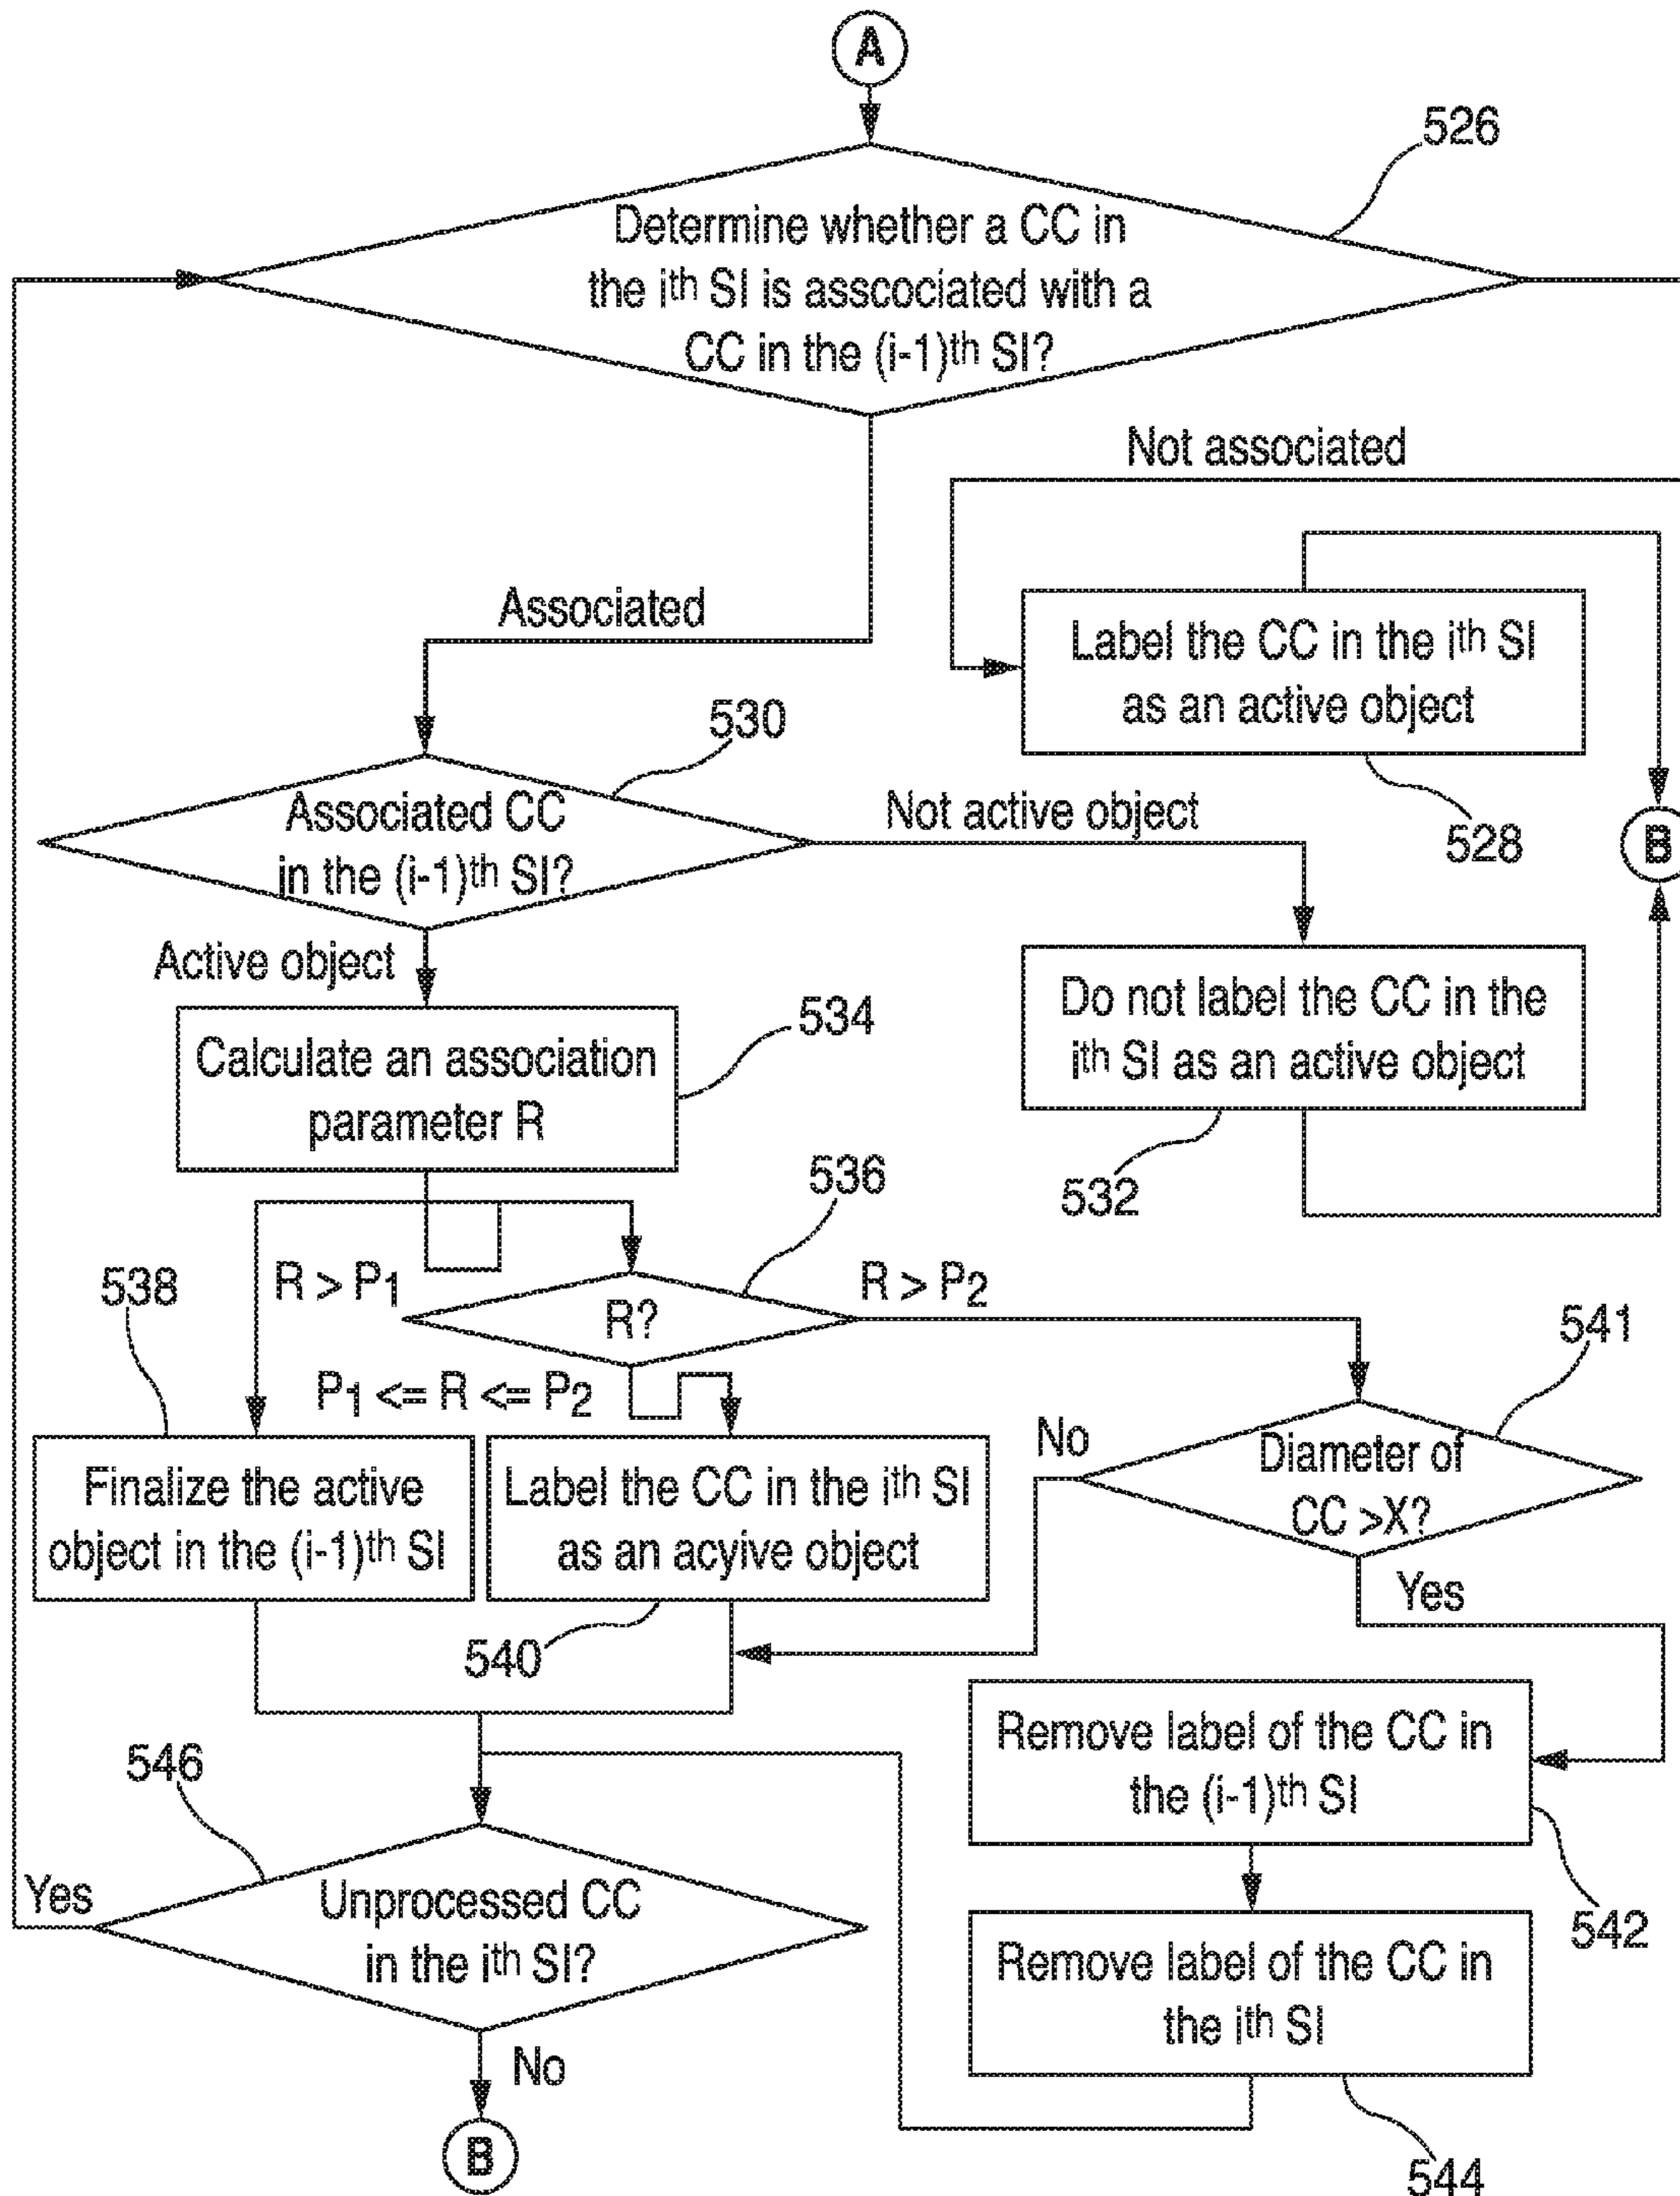 A
526
Determine whether a CC in
the ith SI is asscociated with a
CC in the (i-1)th SI?
Not associated
Associated
Label the CC in the ith SI
as an active object
528
B
530
Associated CC
in the (i-1)th SI?
Not active object
Active object
Do not label the CC in the
ith SI as an active object
532
Calculate an association
parameter R
534
536
R?
R > P1
R > P2
P1 <= R <= P2
538
Finalize the active
object in the (i-1)th SI
Label the CC in the ith SI
as an acyive object
540
541
Diameter of
CC >X?
No
Yes
Remove label of the CC in
the (i-1)th SI
542
Remove label of the CC in
the ith SI
544
546
Unprocessed CC
in the ith SI?
Yes
No
B